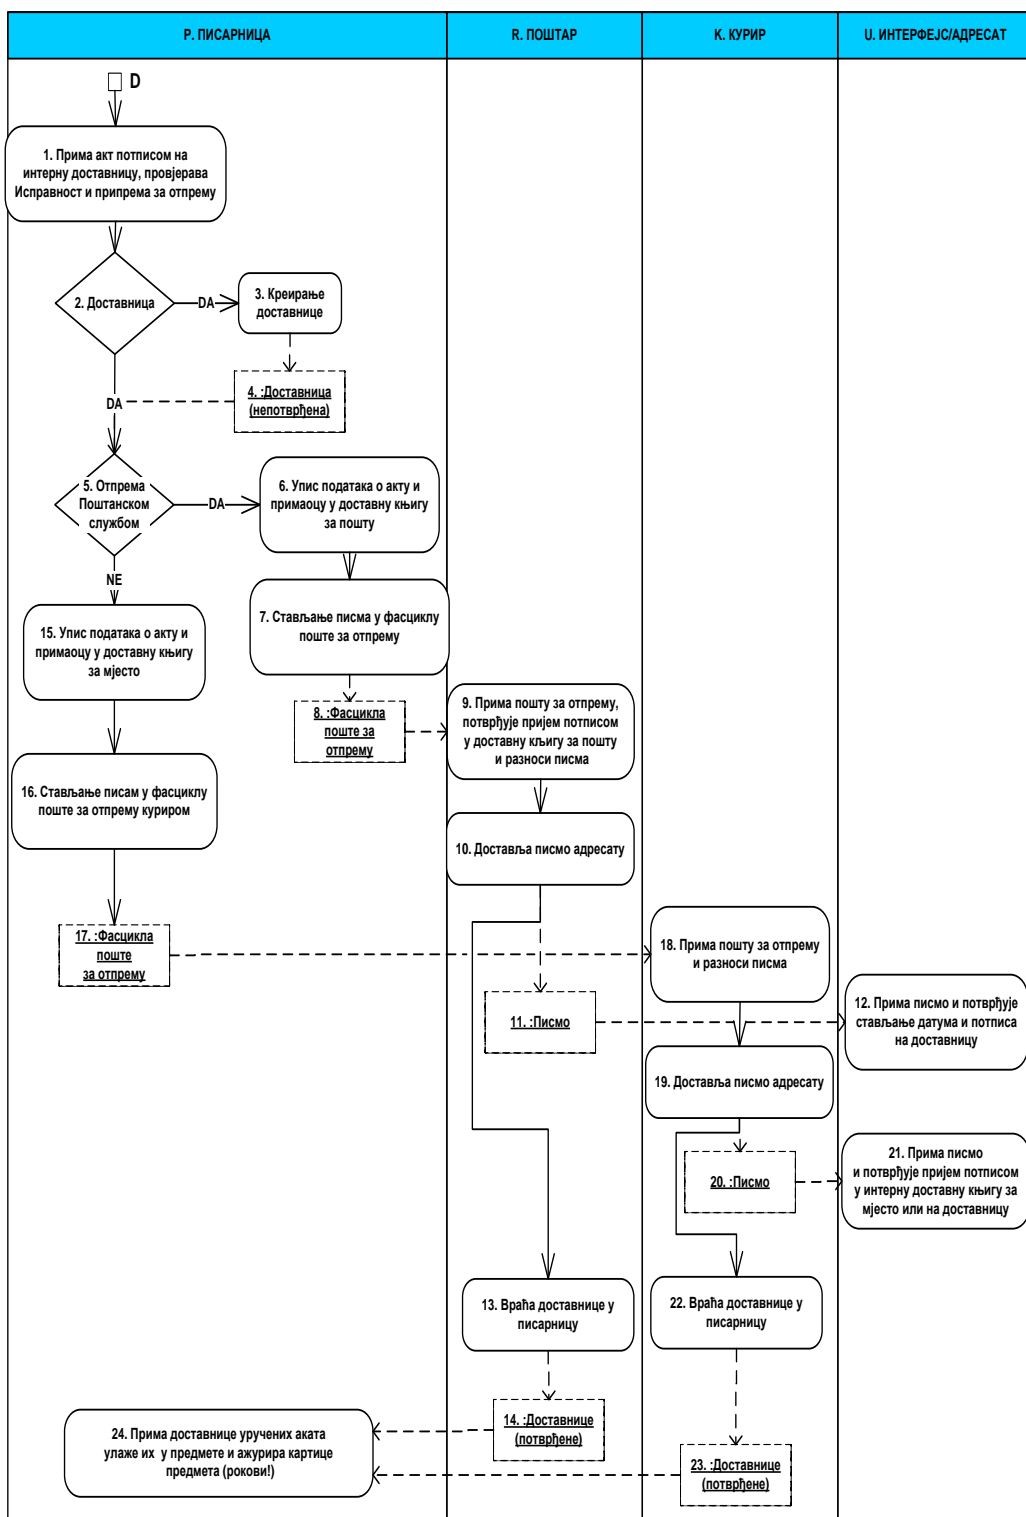 P. ПИСАРНИЦА
R. ПОШТАР
K. КУРИР
U. ИНТЕРФЕЈС/АДРЕСАТ
D
1. Прима акт потписом на
интерну доставницу, провјерава
Исправност и припрема за отпрему
2. Доставница
DA
3. Креирање
доставнице
4. :Доставница
(непотврђена)
DA
5. Отпрема
Поштанском
службом
DA
6. Упис података о акту и
примаоцу у доставну књигу
за пошту
NE
7. Стављање писма у фасциклу
поште за отпрему
15. Упис података о акту и
примаоцу у доставну књигу
за мјесто
8. :Фасцикла
поште за
отпрему
9. Прима пошту за отпрему,
потврђује пријем потписом
у доставну књигу за пошту
и разноси писма
16. Стављање писам у фасциклу
поште за отпрему куриром
10. Доставља писмо адресату
17. :Фасцикла
поште
за отпрему
18. Прима пошту за отпрему
и разноси писма
11. :Писмо
12. Прима писмо и потврђује
стављање датума и потписа
на доставницу
19. Доставља писмо адресату
20. :Писмо
21. Прима писмо
и потврђује пријем потписом
у интерну доставну књигу за
мјесто или на доставницу
13. Враћа доставнице у
писарницу
22. Враћа доставнице у
писарницу
14. :Доставнице
(потврђене)
24. Прима доставнице уручених аката
улаже их у предмете и ажурира картице
предмета (рокови!)
23. :Доставнице
(потврђене)